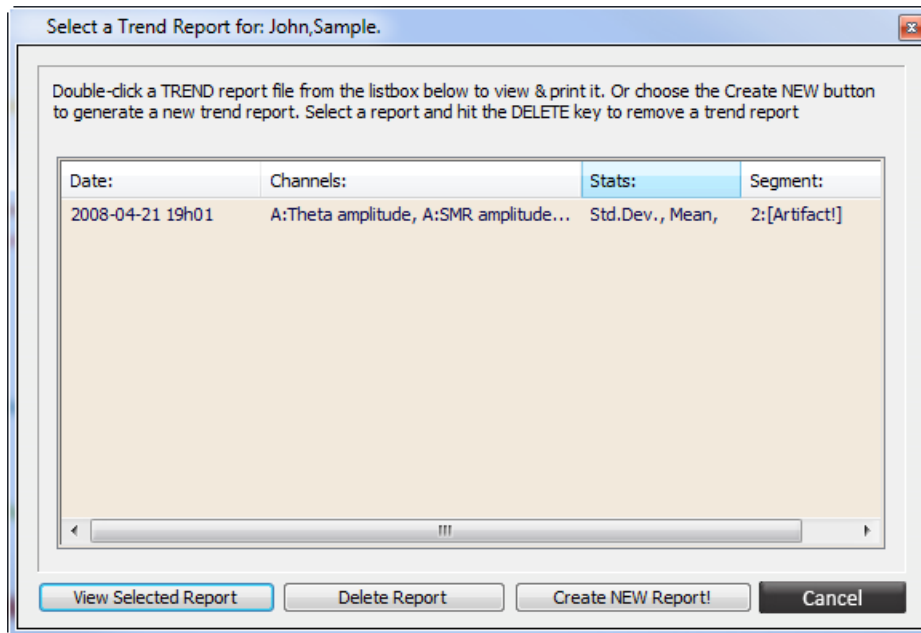 Select a Trend Report for: John,Sample.
Double-click a TREND report file from the listbox below to view & print it. Or choose the Create NEW button
to generate a new trend report. Select a report and hit the DELETE key to remove a trend report
Date: Channels: Stats: Segment:
2008-04-21 19h01 A:Theta amplitude, A:SMR amplitude... Std.Dev., Mean, 2:[Artifact!]
View Selected Report Delete Report Create NEW Report! Cancel